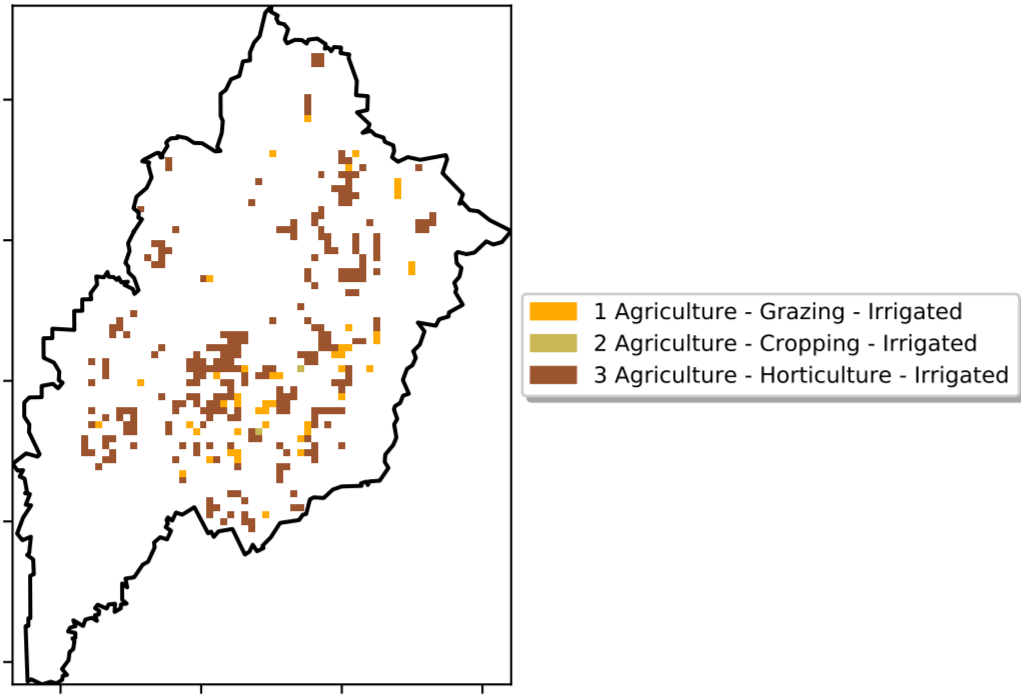 1 Agriculture - Grazing - Irrigated
2 Agriculture - Cropping - Irrigated
3 Agriculture - Horticulture - Irrigated